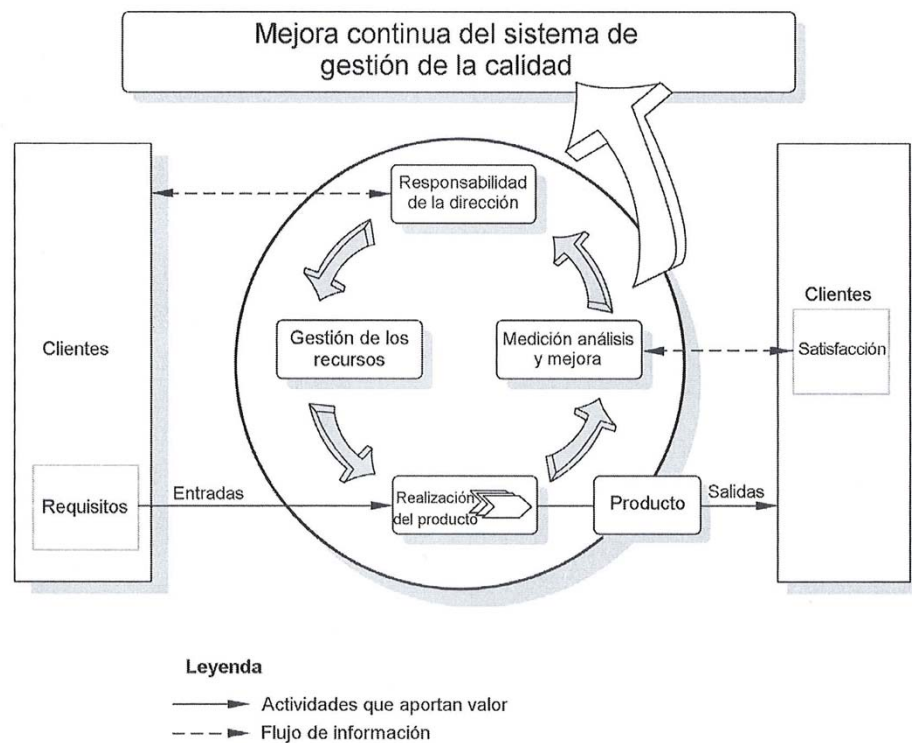 Mejora continua del sistema de
gestión de la calidad
Responsabilidad
de la dirección
Clientes
Gestión de los
recursos
Medición análisis
y mejora
Clientes
Satisfacción
Requisitos
Entradas
Realización
del producto
Producto
Salidas
Leyenda
Actividades que aportan valor
Flujo de información